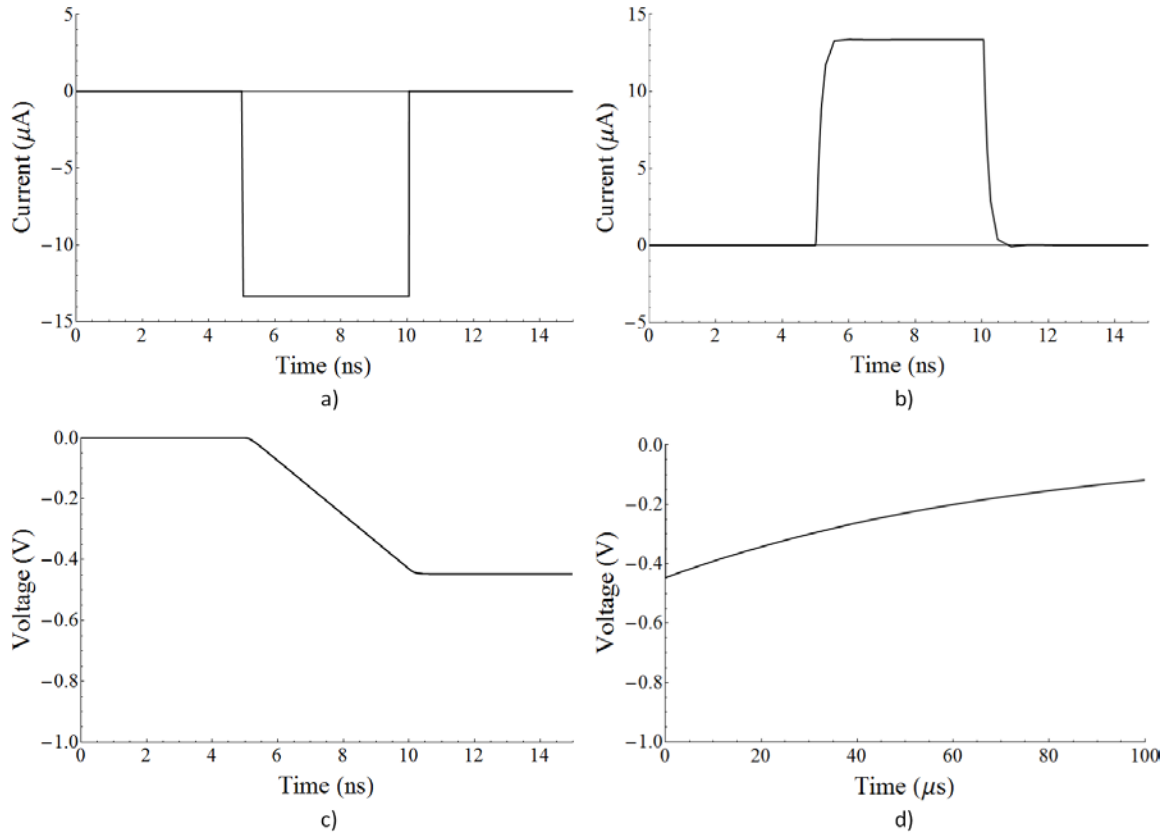 5
0
−5
−10
−15
0 2 4 6 8 10 12 14
Current (μA)
Time (ns)
a)
15
10
5
0
−5
0 2 4 6 8 10 12 14
Current (μA)
Time (ns)
b)
0.0
−0.2
−0.4
−0.6
−0.8
−1.0
0 2 4 6 8 10 12 14
Voltage (V)
Time (ns)
c)
0.0
−0.2
−0.4
−0.6
−0.8
−1.0
0 20 40 60 80 100
Voltage (V)
Time (μs)
d)